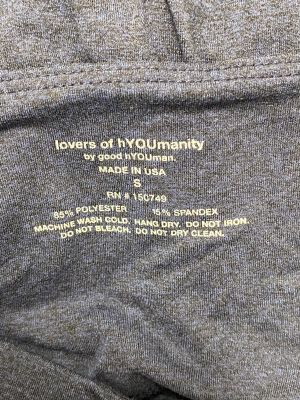 lovers of hYOUmanity
by good hYOUman.
MADE IN USA
S
RN # 150749
85% POLYESTER 15% SPANDEX
MACHINE WASH COLD. HANG DRY. DO NOT IRON.
DO NOT BLEACH. DO NOT DRY CLEAN.